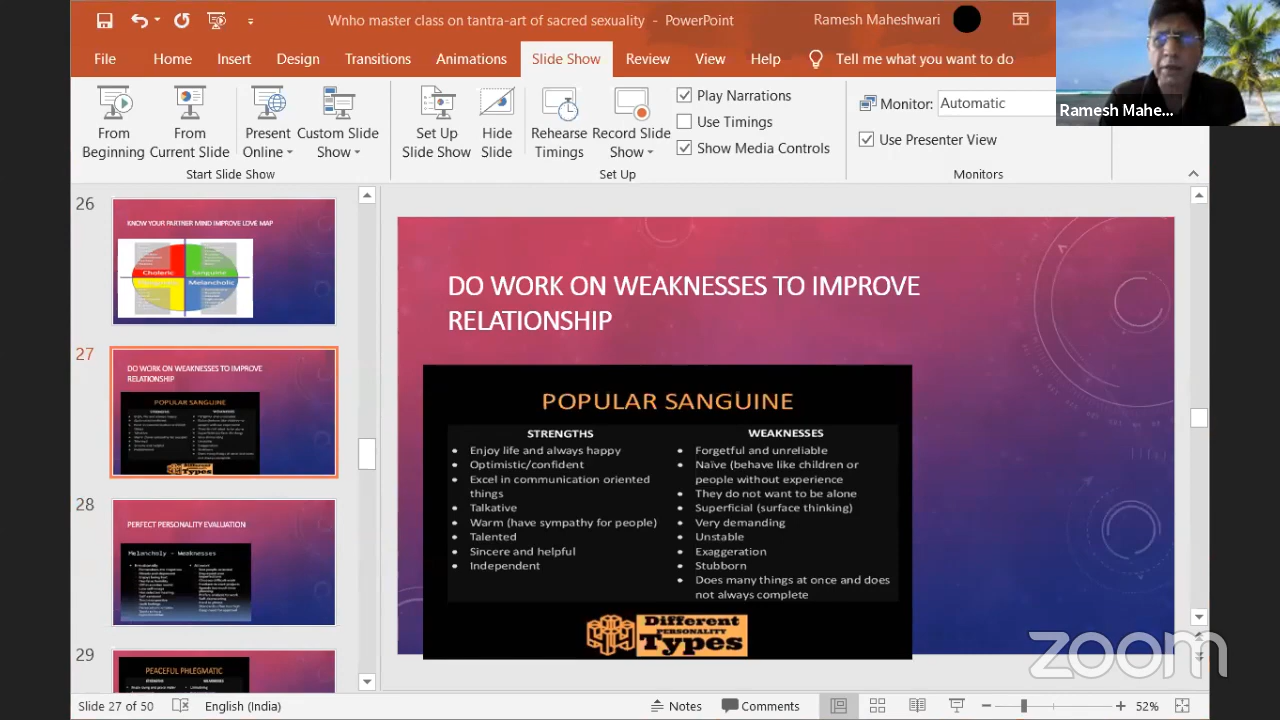 Wnho master class on tantra-art of sacred sexuality - PowerPoint
Ramesh Maheshwari
File Home Insert Design Transitions Animations Slide Show Review View Help Tell me what you want to do
Ramesh Mahe...
From Beginning
From Current Slide
Present Online
Custom Slide Show
Start Slide Show
Set Up Slide Show
Hide Slide
Rehearse Timings
Record Slide Show
Play Narrations
Use Timings
Show Media Controls
Set Up
Monitor: Automatic
Use Presenter View
Monitors
26
KNOW YOUR PARTNER MIND IMPROVE LOVE MAP
Choleric
Sanguine
Melancholic
27
DO WORK ON WEAKNESSES TO IMPROVE
RELATIONSHIP
POPULAR SANGUINE
28
PERFECT PERSONALITY EVALUATION
Melancholy - Weaknesses
29
PEACEFUL PHLEGMATIC
DO WORK ON WEAKNESSES TO IMPROVE
RELATIONSHIP
POPULAR SANGUINE
STRENGTHS
• Enjoy life and always happy
• Optimistic/confident
• Excel in communication oriented
things
• Talkative
• Warm (have sympathy for people)
• Talented
• Sincere and helpful
• Independent
WEAKNESSES
• Forgetful and unreliable
• Naïve (behave like children or
people without experience
• They do not want to be alone
• Superficial (surface thinking)
• Very demanding
• Unstable
• Exaggeration
• Stubborn
• Does many things at once and does
not always complete
Different
PERSONALITY
Types
zoom
Slide 27 of 50 English (India) Notes Comments 52%